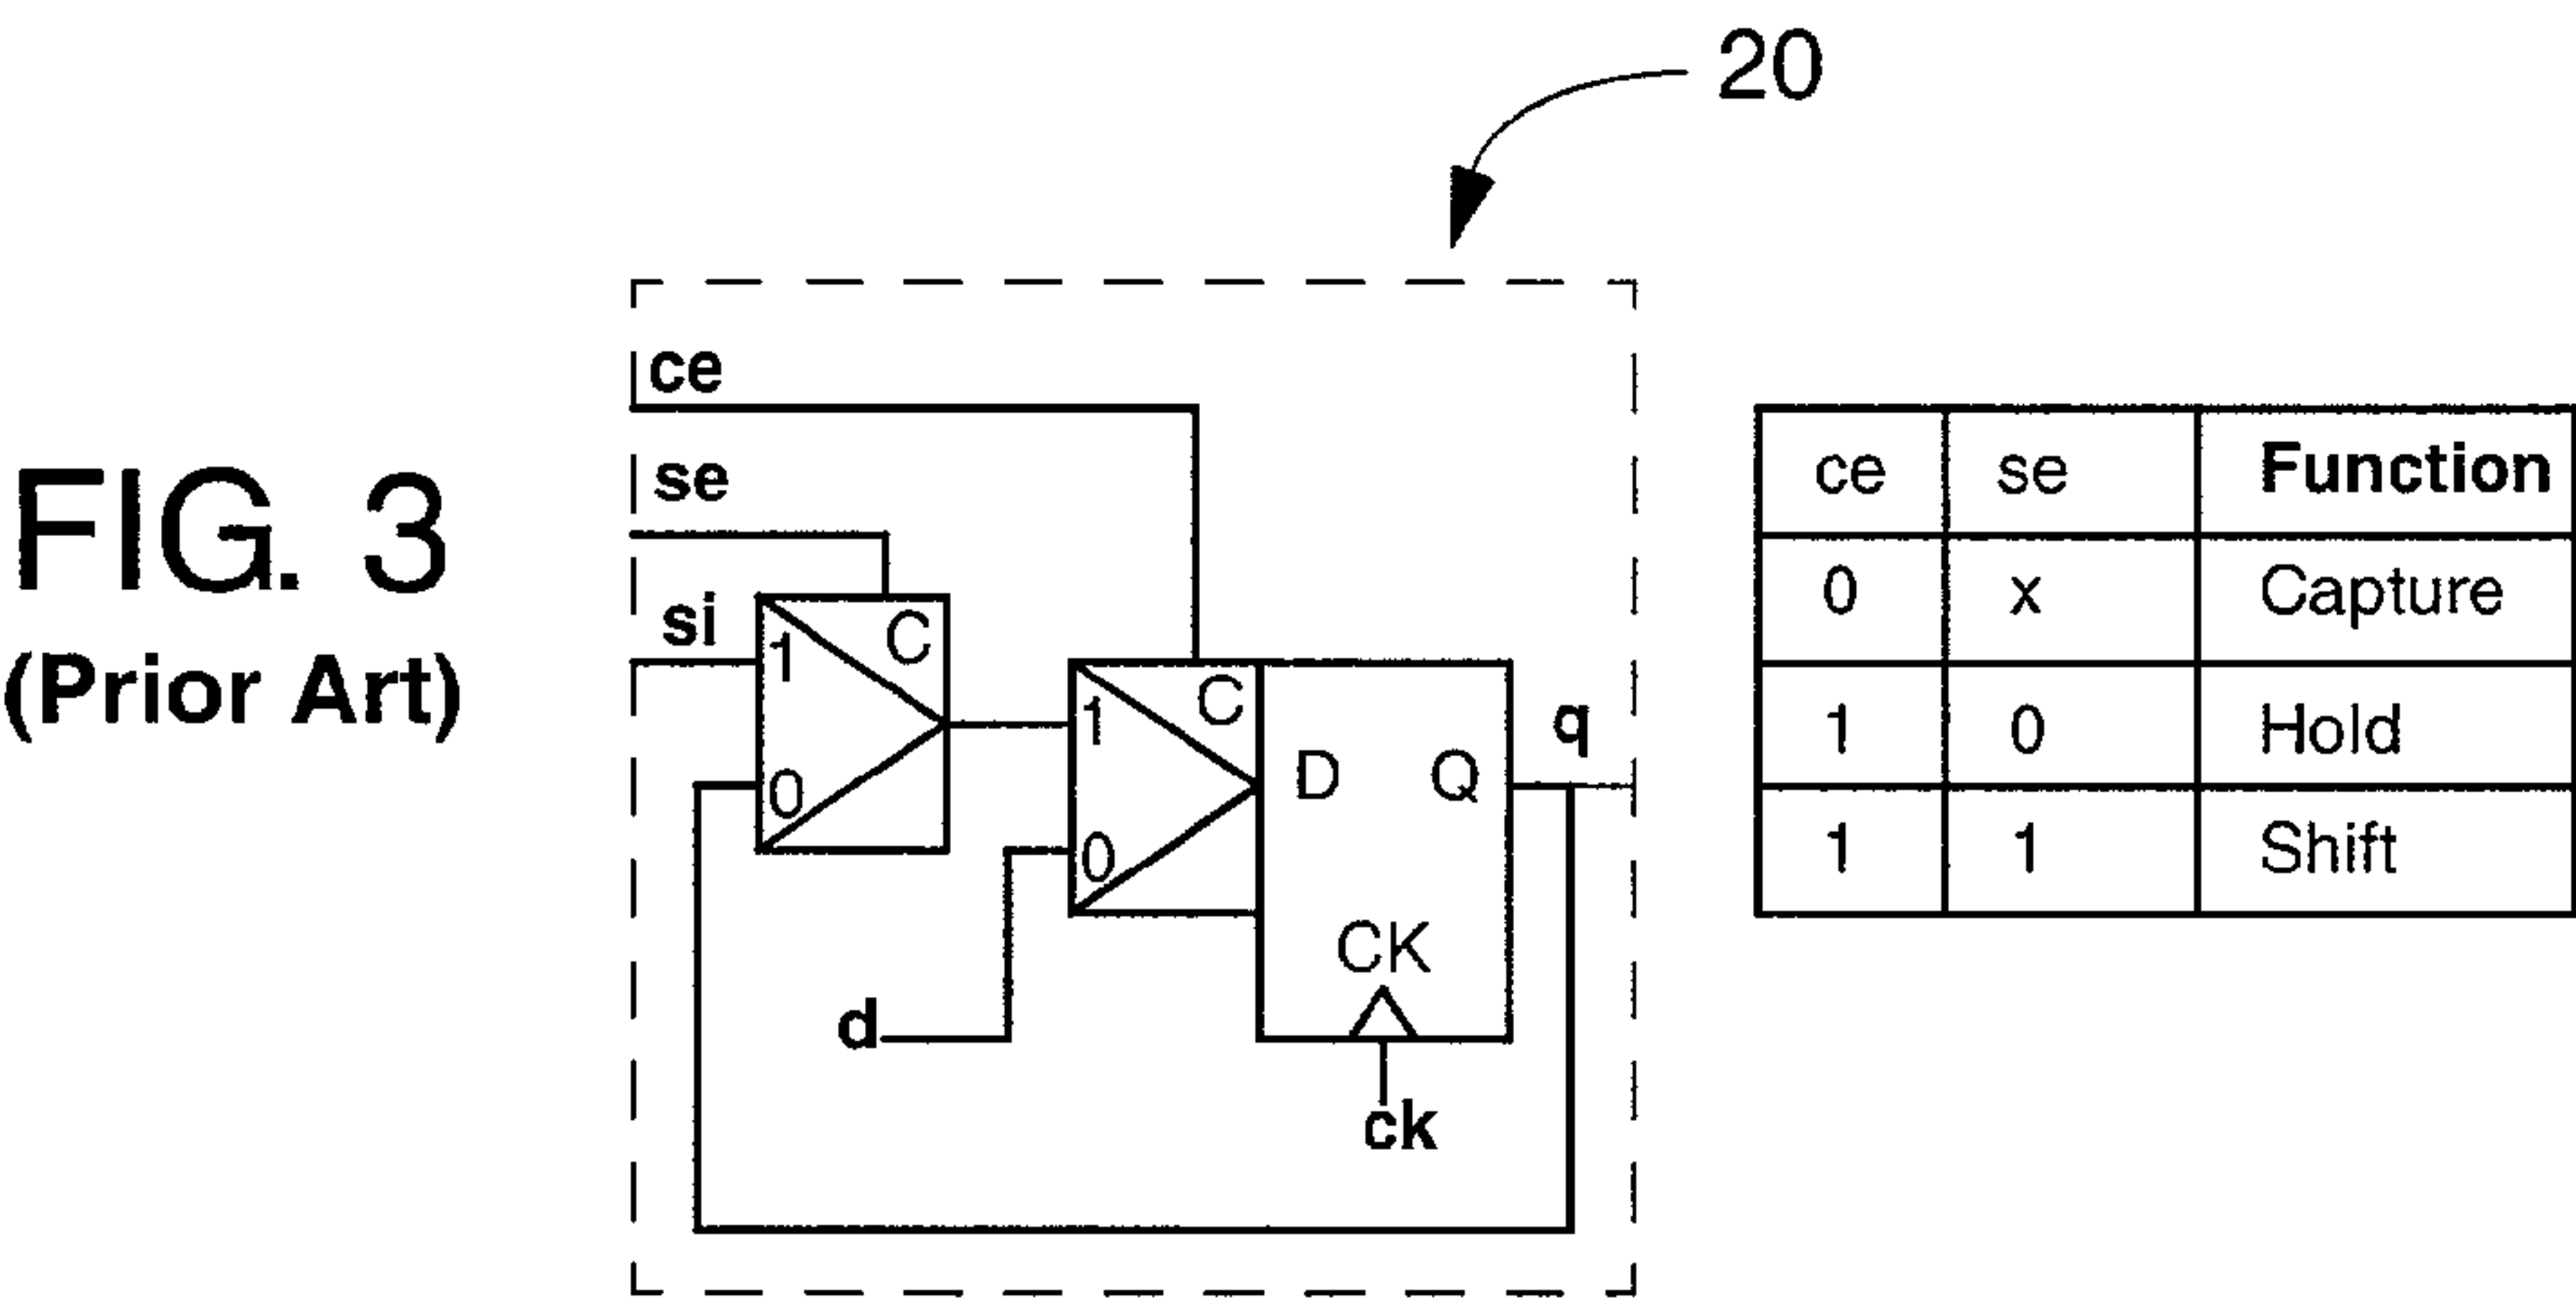 20
FIG. 3
(Prior Art)
ce
se
si
1
C
0
1
C
0
D
Q
CK
q
d
ck
ce se Function
0 x Capture
1 0 Hold
1 1 Shift